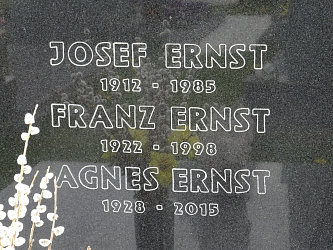 JOSEF ERNST
1912 - 1985
FRANZ ERNST
1922 - 1998
AGNES ERNST
1928 - 2015